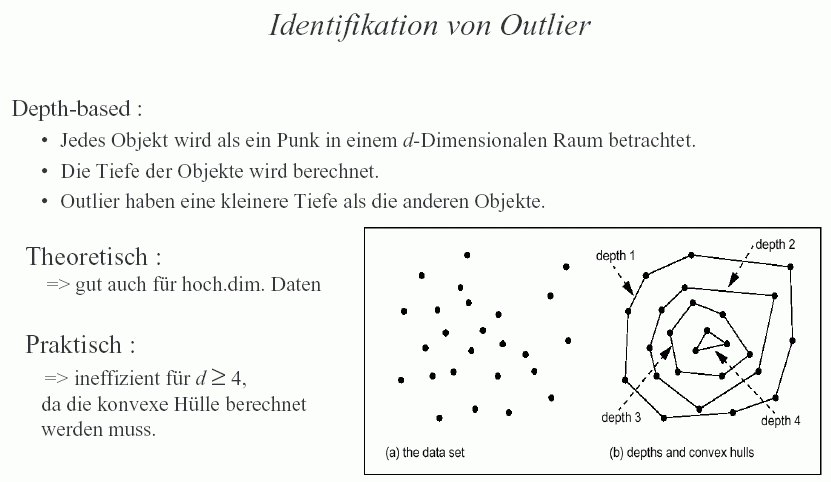 Identifikation von Outlier
Depth-based :
• Jedes Objekt wird als ein Punk in einem d-Dimensionalen Raum betrachtet.
• Die Tiefe der Objekte wird berechnet.
• Outlier haben eine kleinere Tiefe als die anderen Objekte.
Theoretisch :
=> gut auch für hoch.dim. Daten
Praktisch :
=> ineffizient für d ≥ 4,
da die konvexe Hülle berechnet
werden muss.
depth 1
depth 2
depth 3
depth 4
(a) the data set
(b) depths and convex hulls